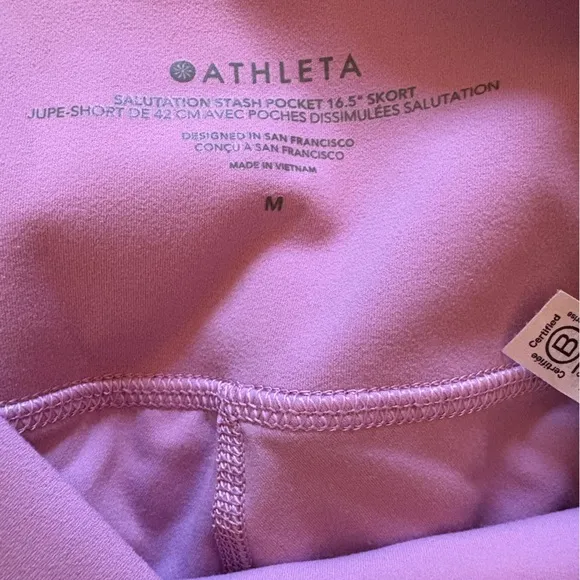 ATHLETA
SALUTATION STASH POCKET 16.5" SKORT
JUPE-SHORT DE 42 CM AVEC POCHES DISSIMULÉES SALUTATION
DESIGNED IN SAN FRANCISCO
CONÇU À SAN FRANCISCO
MADE IN VIETNAM
M
Certified
B
Certifiée